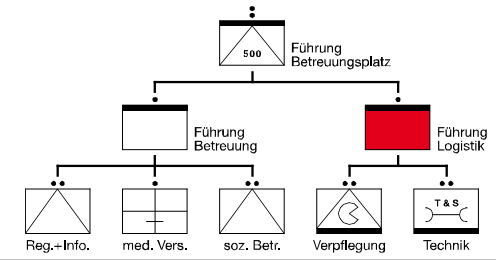 500
Führung
Betreuungsplatz
Führung
Betreuung
Führung
Logistik
T & S
Reg.+Info.
med. Vers.
soz. Betr.
Verpflegung
Technik